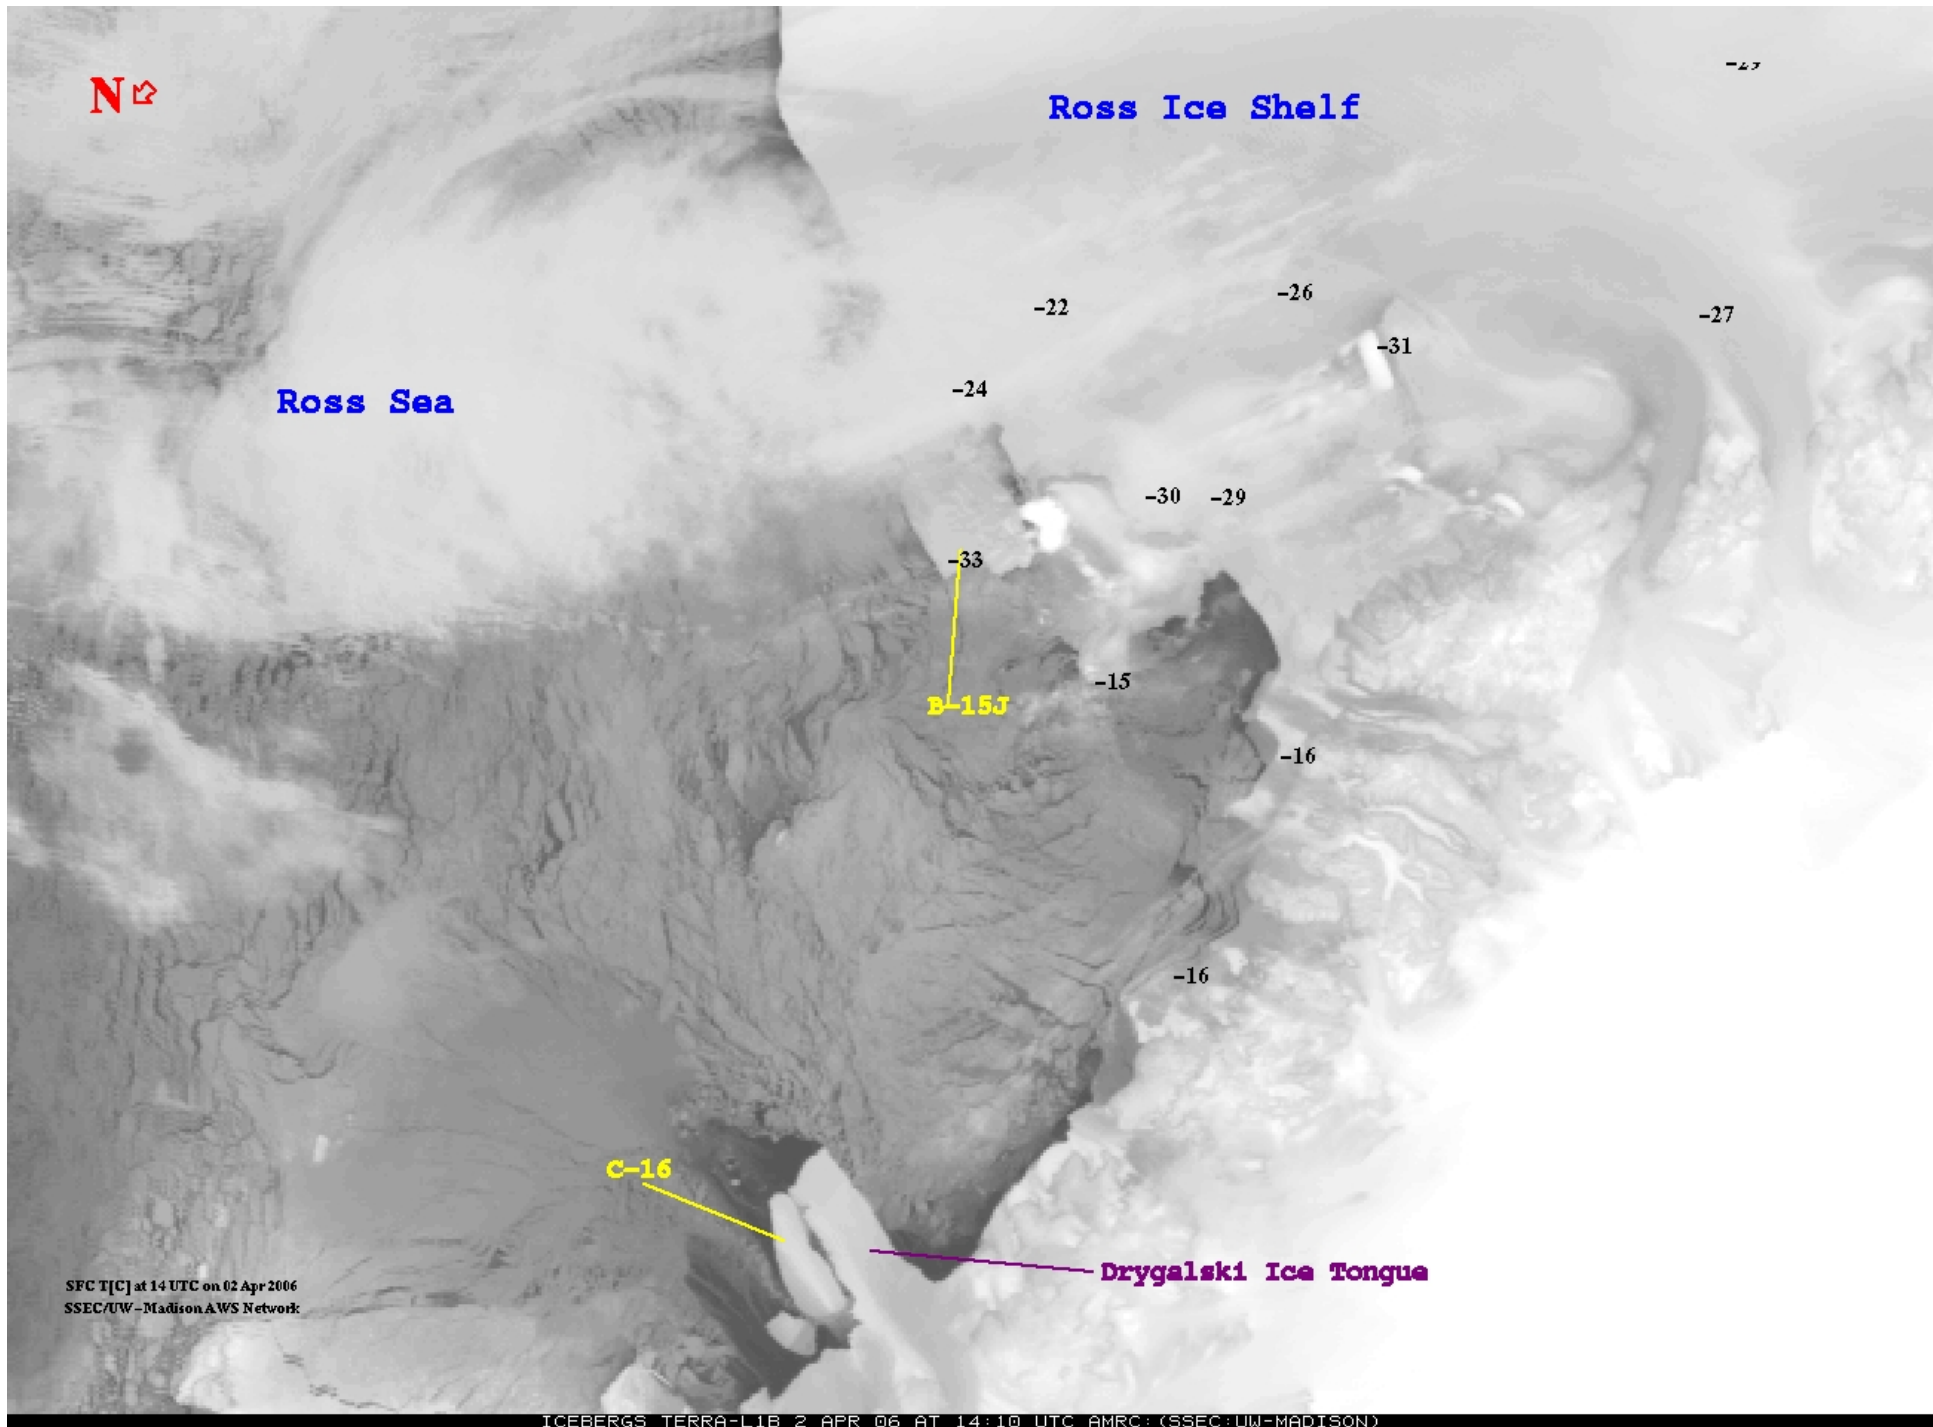 N
Ross Ice Shelf
-22
-26
-27
-31
Ross Sea
-24
-30 -29
-33
-15
B-15J
-16
-16
C-16
Drygalski Ice Tongue
SFC T[C] at 14 UTC on 02 Apr 2006
SSEC/UW-Madison AWS Network
ICEBERGS TERRA-L1B 2 APR 06 AT 14:10 UTC AMRC:(SSEC:UW-MADISON)